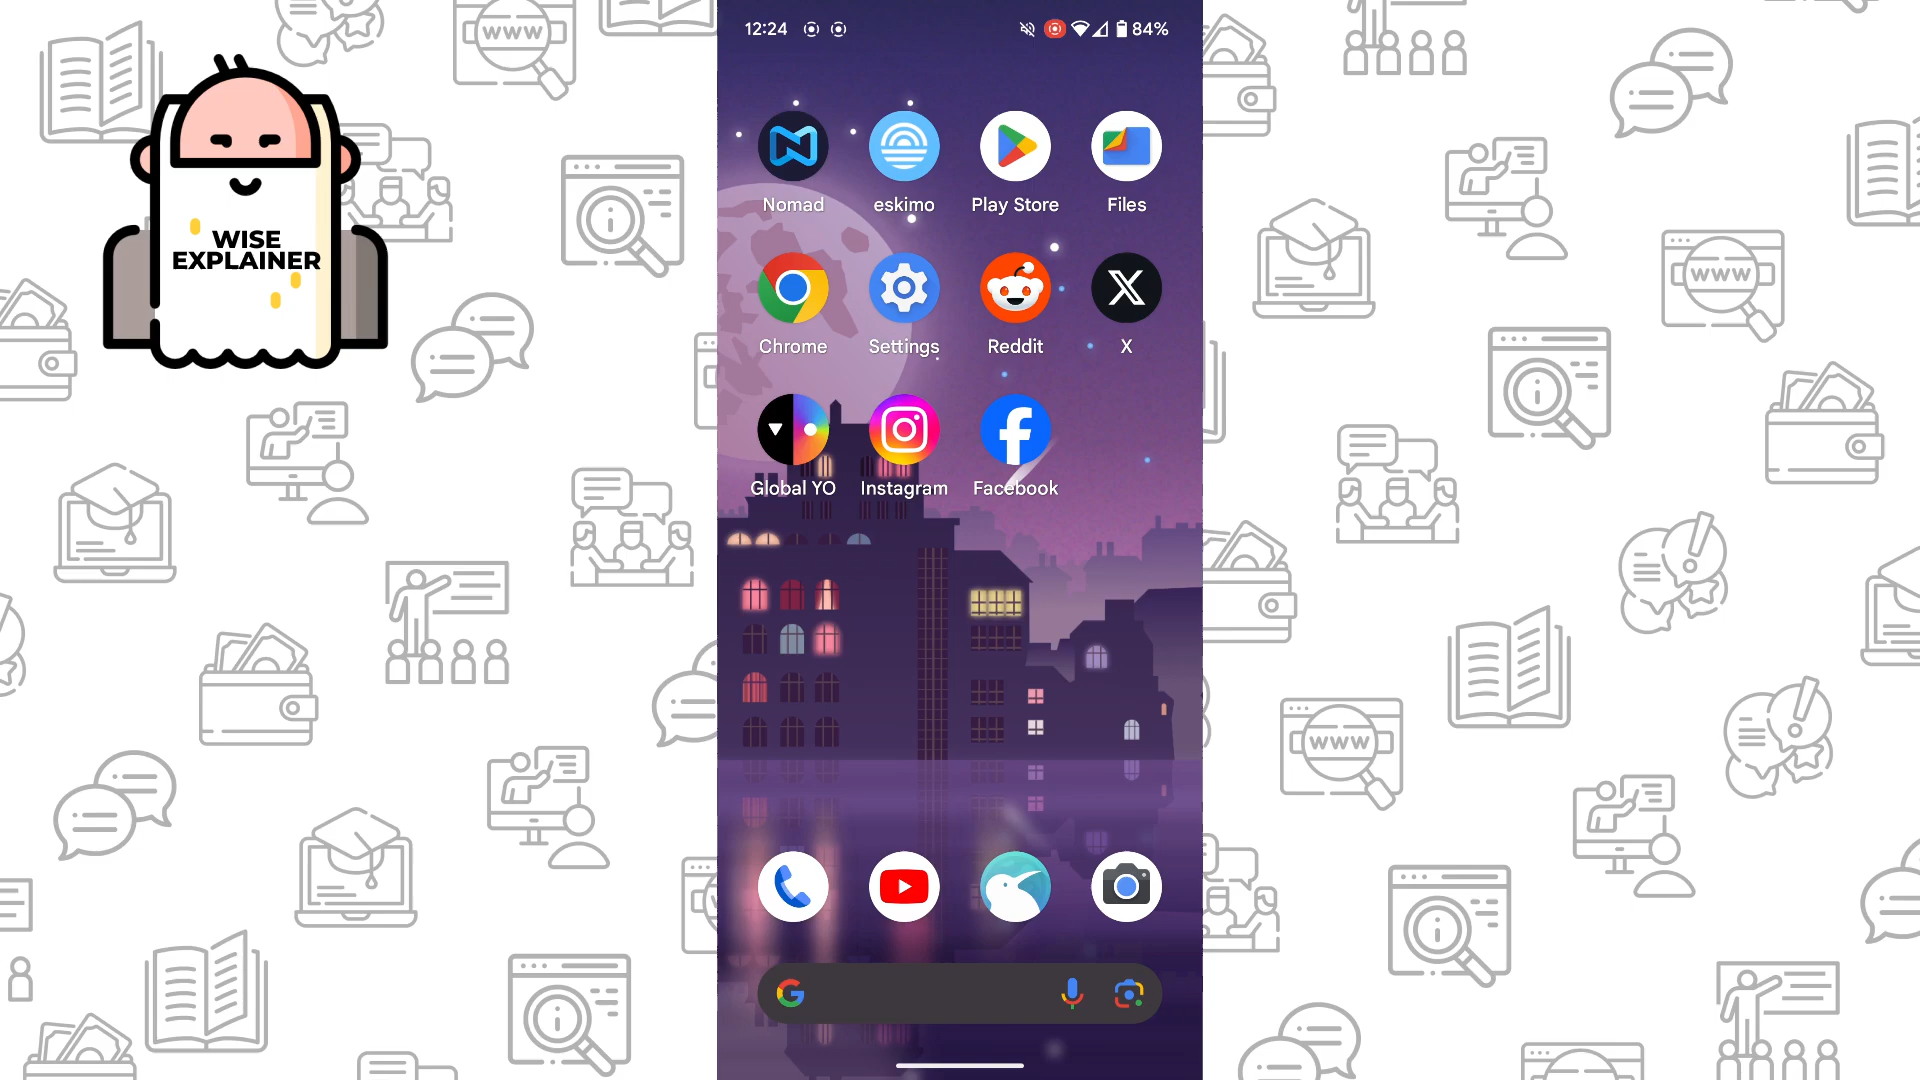 WISE
EXPLAINER
12:24
84%
Nomad
eskimo
Play Store
Files
Chrome
Settings
Reddit
X
Global YO
Instagram
Facebook
www
www
www